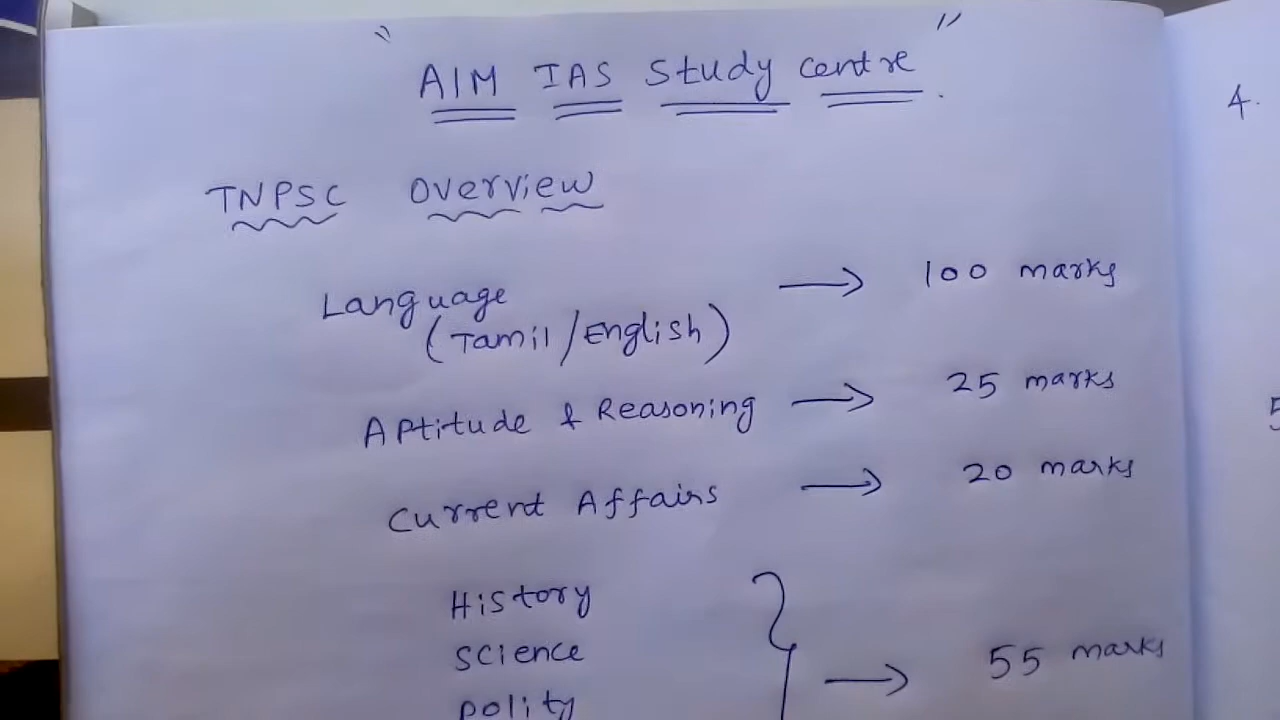 " AIM IAS Study Centre ".
TNPSC Overview
Language → 100 marks
(Tamil/English)
Aptitude & Reasoning → 25 marks
Current Affairs → 20 marks
History
Science → 55 marks
Polity
4.
5